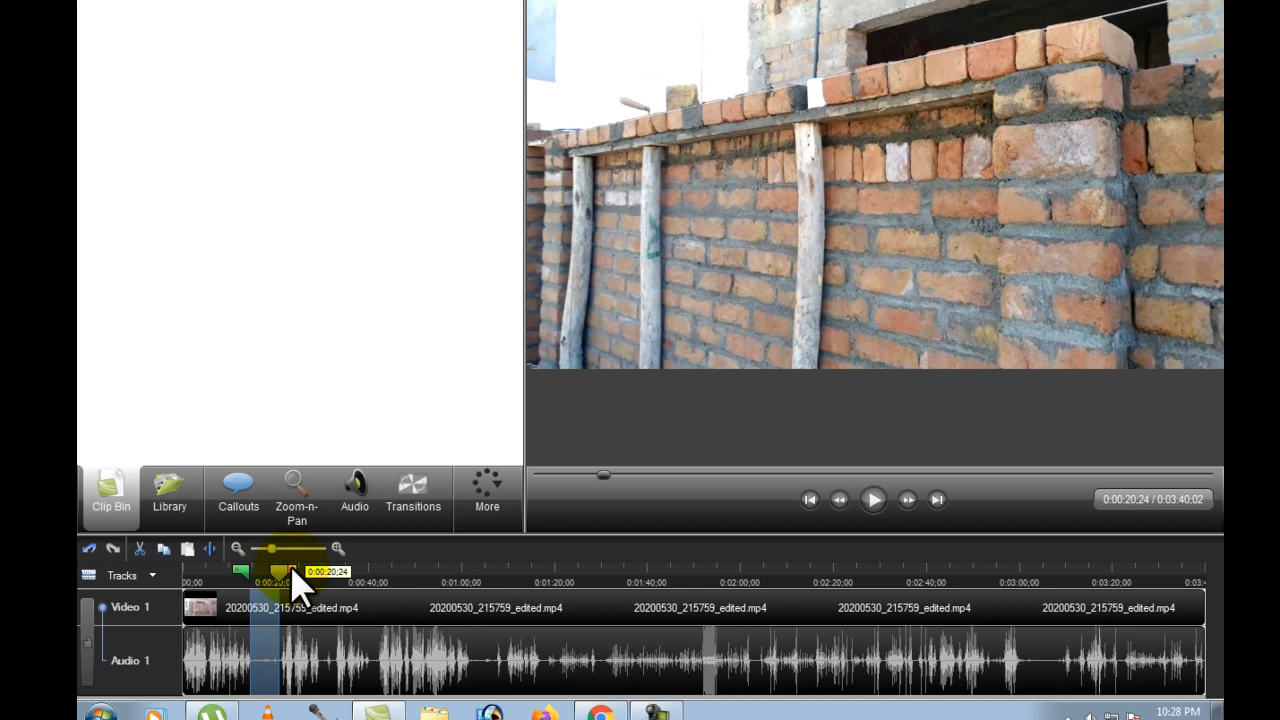 Clip Bin
Library
Callouts
Zoom-n-
Pan
Audio
Transitions
More
0:00:20;24 / 0:03:40;02
Tracks
0:00:20;24
0:00:40;00
0:01:00;00
0:01:20;00
0:01:40;00
0:02:00;00
0:02:20;00
0:02:40;00
0:03:00;00
0:03:20;00
Video 1
20200530_215759_edited.mp4
20200530_215759_edited.mp4
20200530_215759_edited.mp4
20200530_215759_edited.mp4
20200530_215759_edited.mp4
Audio 1
10:28 PM